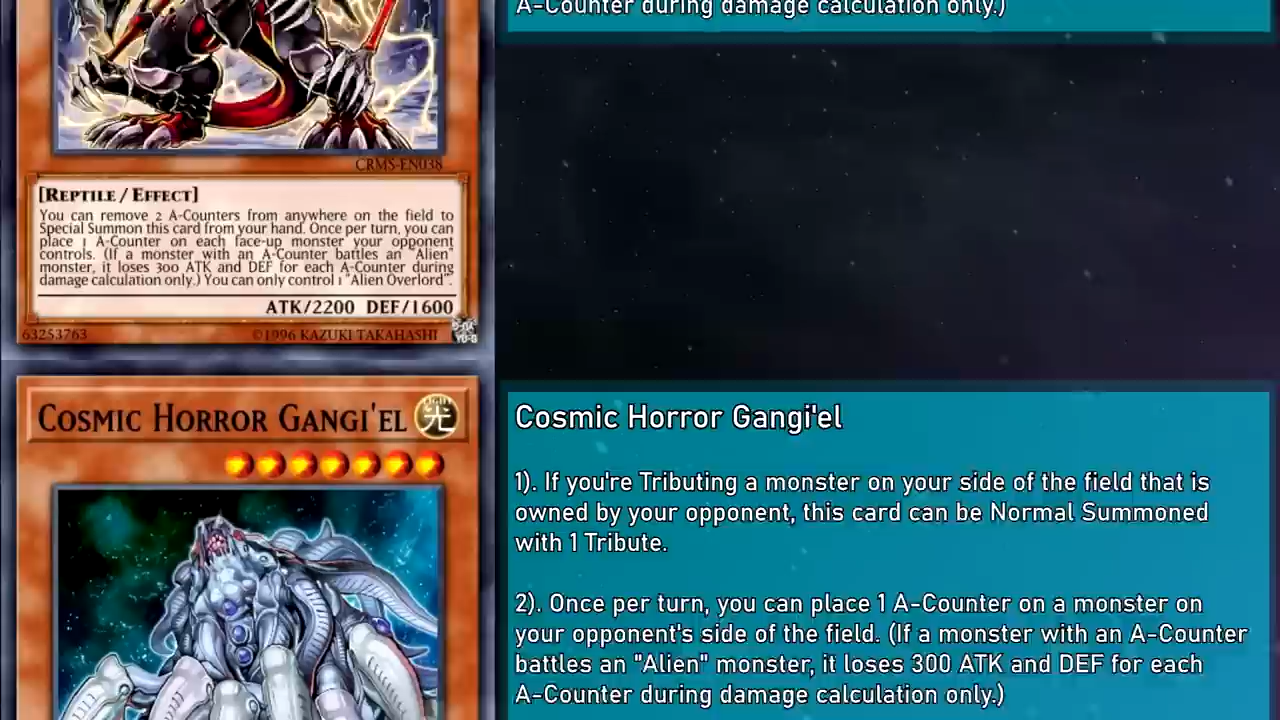 A-Counter during damage calculation only.)
CRMS-EN038
[REPTILE / EFFECT]
You can remove 2 A-Counters from anywhere on the field to
Special Summon this card from your hand. Once per turn, you can
place 1 A-Counter on each face-up monster your opponent
controls. (If a monster with an A-Counter battles an "Alien"
monster, it loses 300 ATK and DEF for each A-Counter during
damage calculation only.) You can only control 1 "Alien Overlord".
ATK/2200 DEF/1600
63253763
©1996 KAZUKI TAKAHASHI
COSMIC HORROR GANGI'EL
LIGHT
光
Cosmic Horror Gangi'el
1). If you're Tributing a monster on your side of the field that is
owned by your opponent, this card can be Normal Summoned
with 1 Tribute.
2). Once per turn, you can place 1 A-Counter on a monster on
your opponent's side of the field. (If a monster with an A-Counter
battles an "Alien" monster, it loses 300 ATK and DEF for each
A-Counter during damage calculation only.)